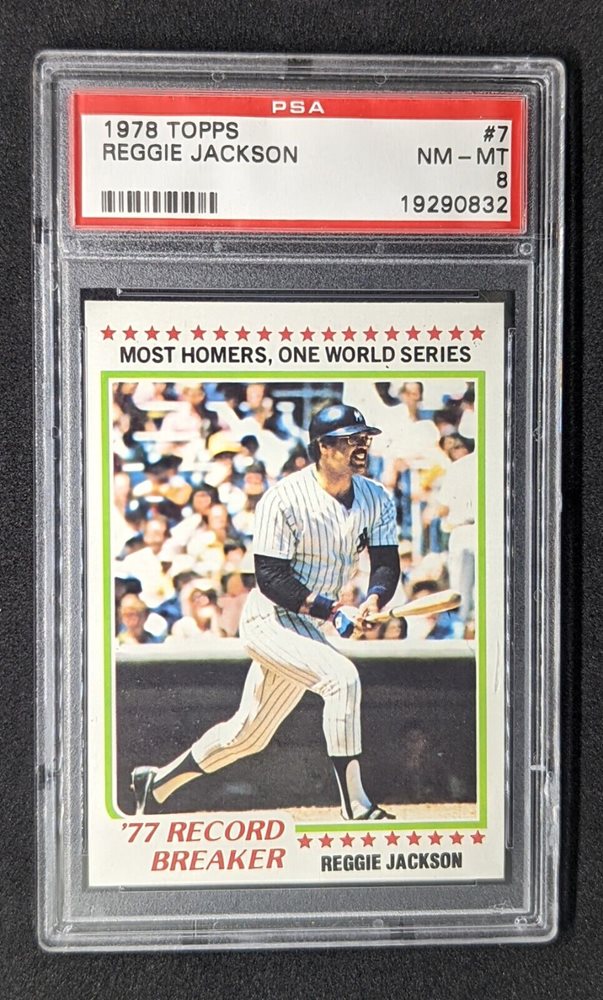 PSA
1978 TOPPS #7
REGGIE JACKSON NM - MT
8
19290832
MOST HOMERS, ONE WORLD SERIES
'77 RECORD
BREAKER
REGGIE JACKSON